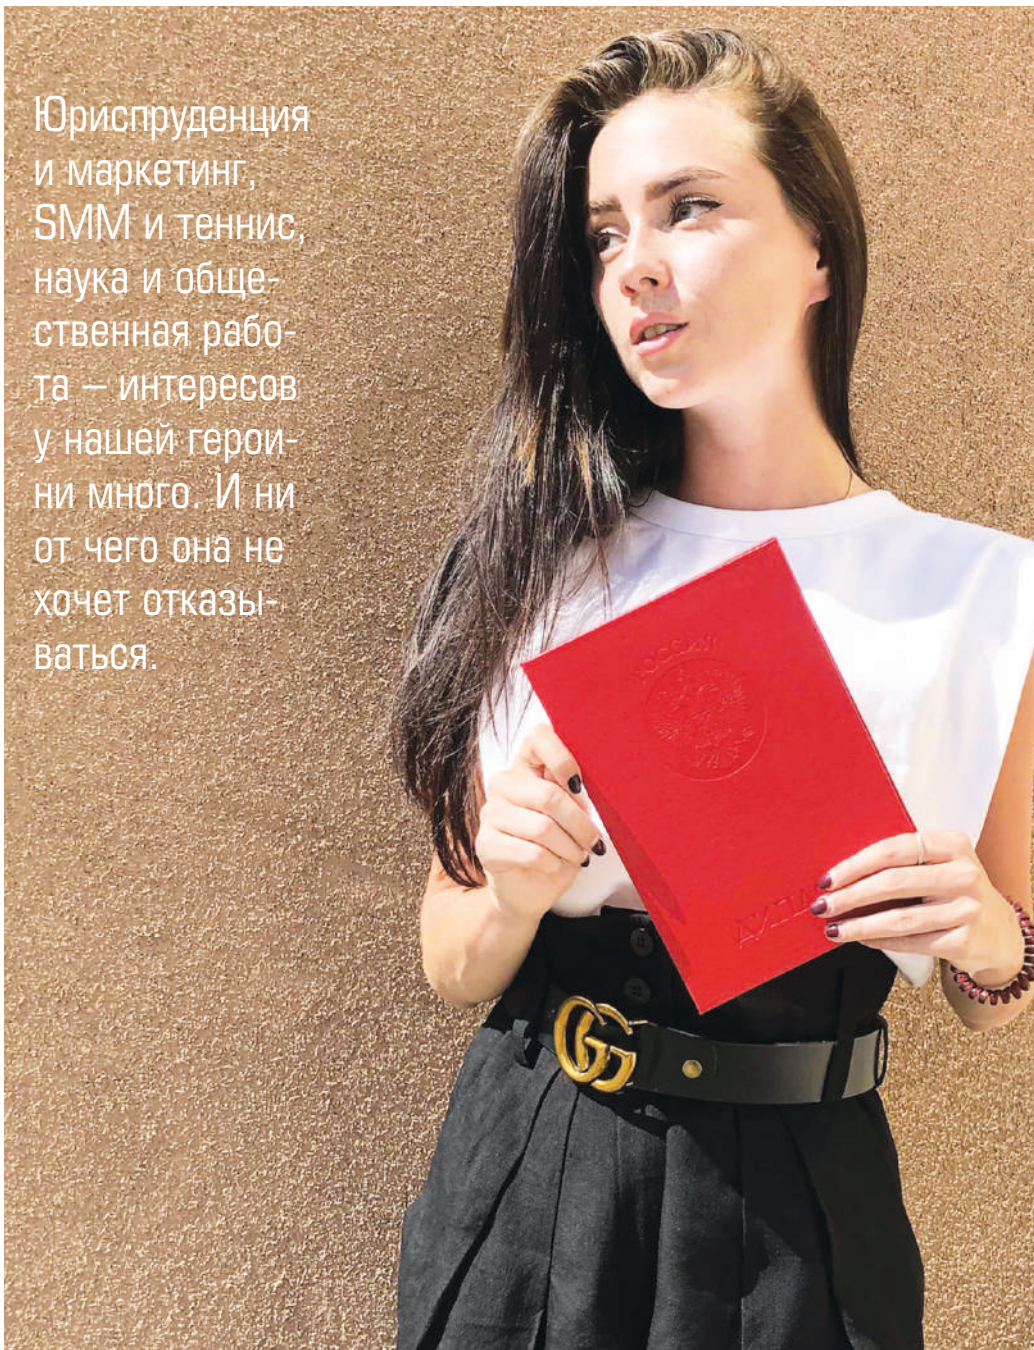 Юриспруденция
и маркетинг,
SMM и теннис,
наука и обще-
ственная рабо-
та – интересов
у нашей герои-
ни много. И ни
от чего она не
хочет отказы-
ваться.
РОССИЯ